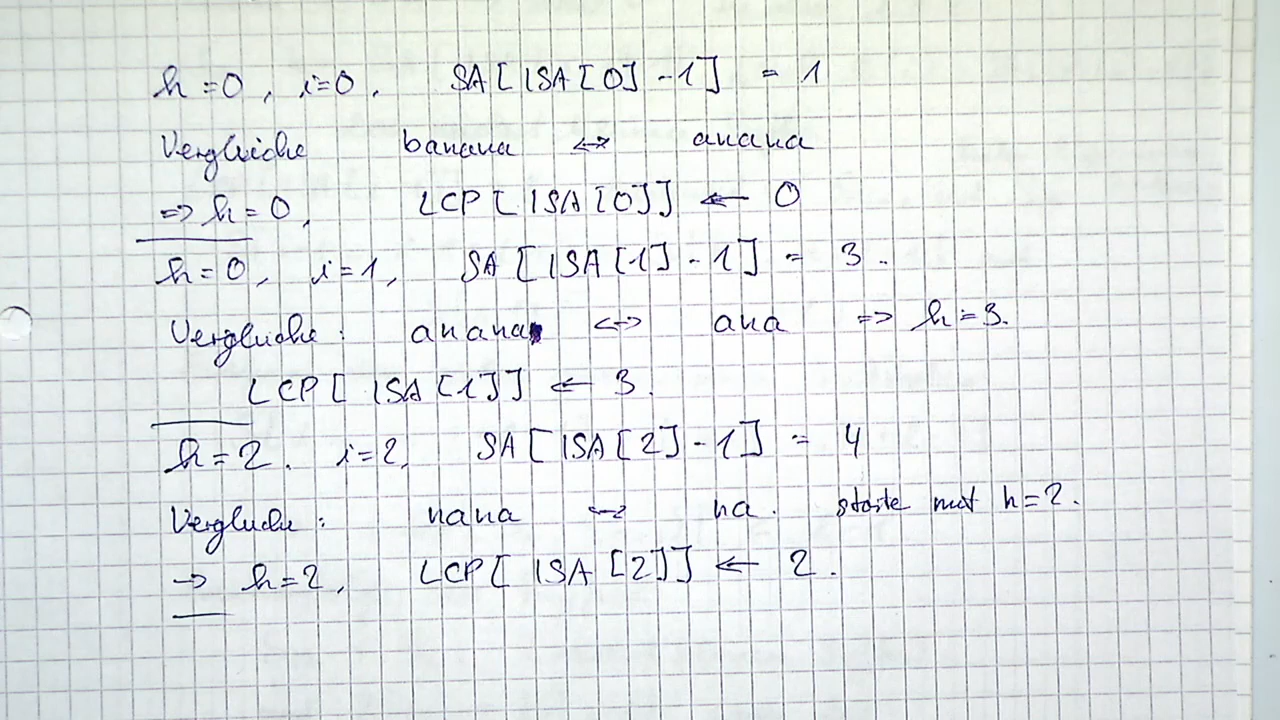 h = 0, i=0, SA[ISA[0] - 1] = 1
Vergleiche banana <-> anana
=> h = 0, LCP[ISA[0]] <- 0
h = 0, i=1, SA[ISA[1] - 1] = 3.
Vergleiche: anana <-> ana => h = 3.
LCP[ISA[1]] <- 3.
h = 2. i=2, SA[ISA[2] - 1] = 4
Vergleiche: nana <-> na. starte mit h=2.
-> h = 2, LCP[ISA[2]] <- 2.